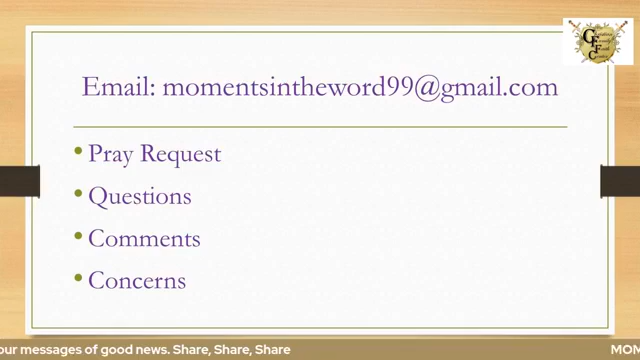 Email: momentsintheword99@gmail.com
• Pray Request
• Questions
• Comments
• Concerns
our messages of good news. Share, Share, Share
MOM